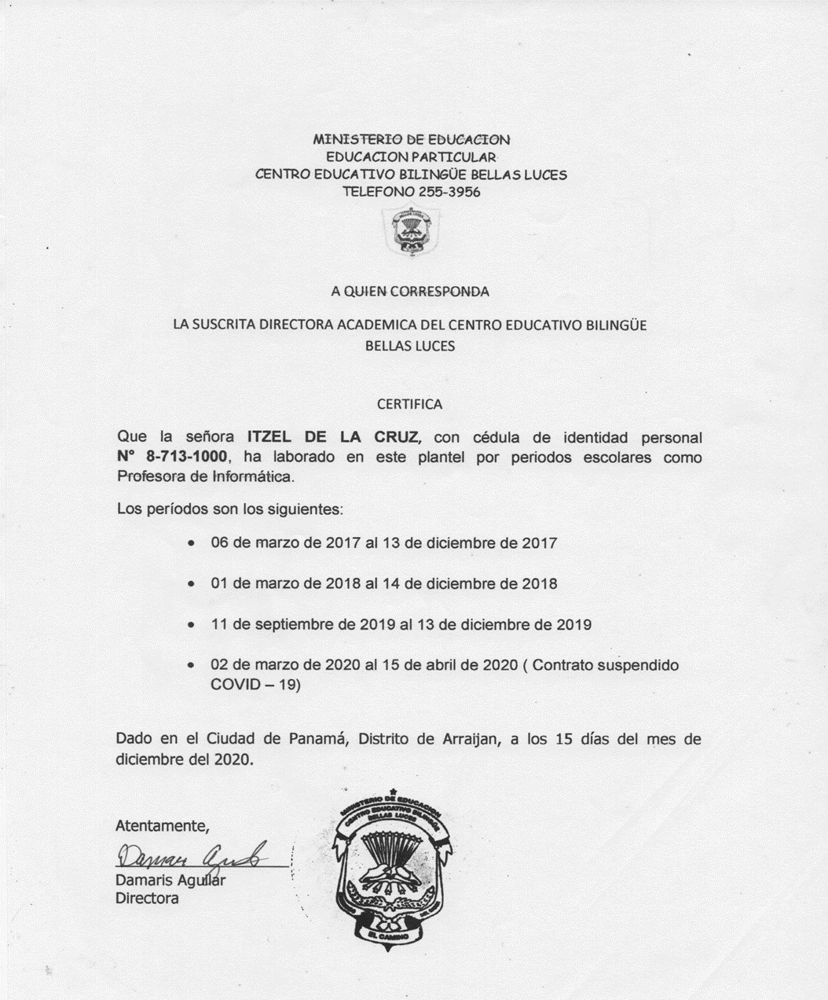 MINISTERIO DE EDUCACION
EDUCACION PARTICULAR
CENTRO EDUCATIVO BILINGÜE BELLAS LUCES
TELEFONO 255-3956
BELLAS LUCES
A QUIEN CORRESPONDA
LA SUSCRITA DIRECTORA ACADEMICA DEL CENTRO EDUCATIVO BILINGÜE
BELLAS LUCES
CERTIFICA
Que la señora ITZEL DE LA CRUZ, con cédula de identidad personal
N° 8-713-1000, ha laborado en este plantel por periodos escolares como
Profesora de Informática.
Los períodos son los siguientes:
• 06 de marzo de 2017 al 13 de diciembre de 2017
• 01 de marzo de 2018 al 14 de diciembre de 2018
• 11 de septiembre de 2019 al 13 de diciembre de 2019
• 02 de marzo de 2020 al 15 de abril de 2020 ( Contrato suspendido
COVID – 19)
Dado en el Ciudad de Panamá, Distrito de Arraijan, a los 15 días del mes de
diciembre del 2020.
Atentamente,
Damaris Aguilar
Directora
MINISTERIO DE EDUCACION
CENTRO EDUCATIVO BILINGÜE
BELLAS LUCES
EL CAMINO